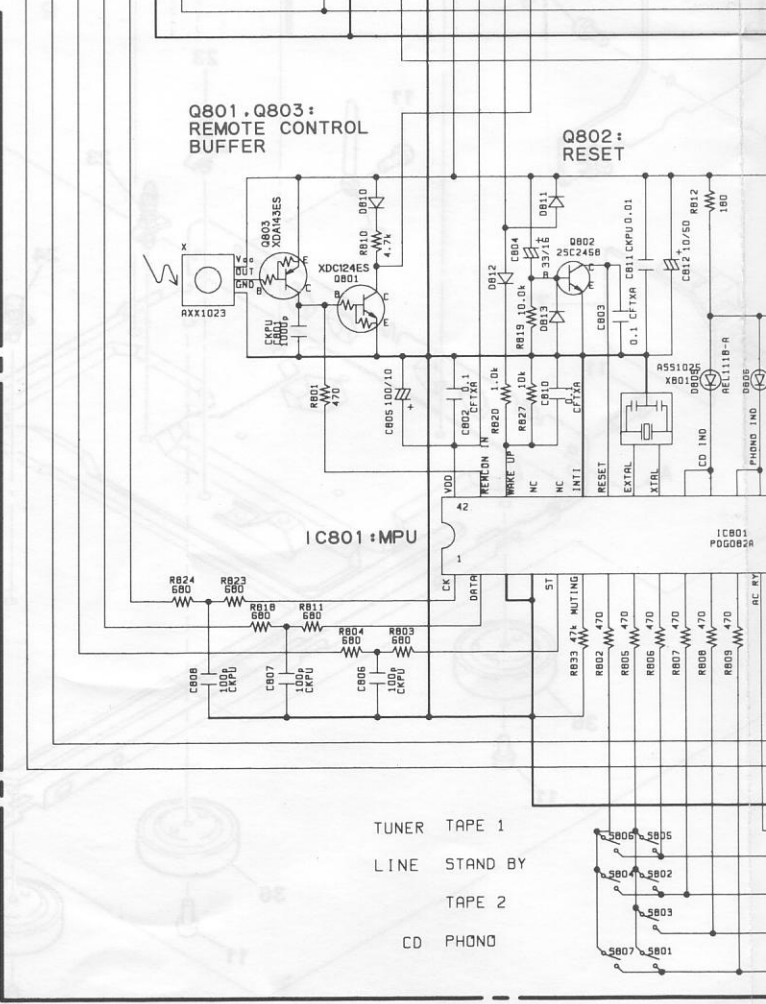 Q801,Q803:
REMOTE CONTROL
BUFFER
Q802:
RESET
X
Vcc
OUT
GND
AXX1023
Q803
XDA143ES
B
E
C
CKPU
C801
1000p
XDC124ES
Q801
B
C
E
D810
R810
4.7k
R801
470
C805 100/10
+
C802 0.1
CFTXA
D812
R820 1.0k
C804
33/16
+
D811
R819 10.0k
D813
R827 10k
C810
0.1
CFTXA
Q802
2SC2458
B
C
E
C803
0.1 CFTXA
C811 CKPU 0.01
C812 10/50
+
R812
180
ASS1025
X801
D805
AEL1118-A
D806
CD IND
PHONO IND
VDD
REMCON IN
WAKE UP
NC
NC
INTI
RESET
EXTAL
XTAL
IC801:MPU
42
1
IC801
PDG082A
CK
DATA
ST
MUTING
AC RY
R824
680
R823
680
R818
680
R811
680
R804
680
R803
680
C808
100p
CKPU
C807
100p
CKPU
C806
100p
CKPU
R833 47k
R802 470
R805 470
R806 470
R807 470
R808 470
R809 470
TUNER TAPE 1
LINE STAND BY
TAPE 2
CD PHONO
S806 S805
S804 S802
S803
S807 S801